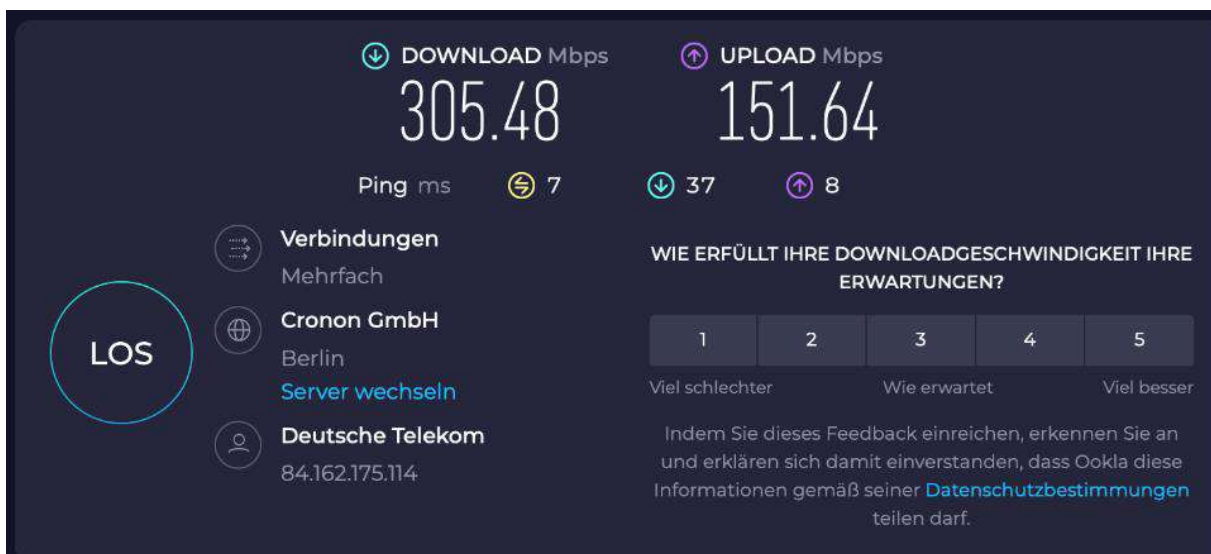 DOWNLOAD Mbps
305.48
UPLOAD Mbps
151.64
Ping ms 7 37 8
Verbindungen
Mehrfach
Cronon GmbH
Berlin
Server wechseln
Deutsche Telekom
84.162.175.114
LOS
WIE ERFÜLLT IHRE DOWNLOADGESCHWINDIGKEIT IHRE
ERWARTUNGEN?
1 2 3 4 5
Viel schlechter Wie erwartet Viel besser
Indem Sie dieses Feedback einreichen, erkennen Sie an
und erklären sich damit einverstanden, dass Ookla diese
Informationen gemäß seiner Datenschutzbestimmungen
teilen darf.